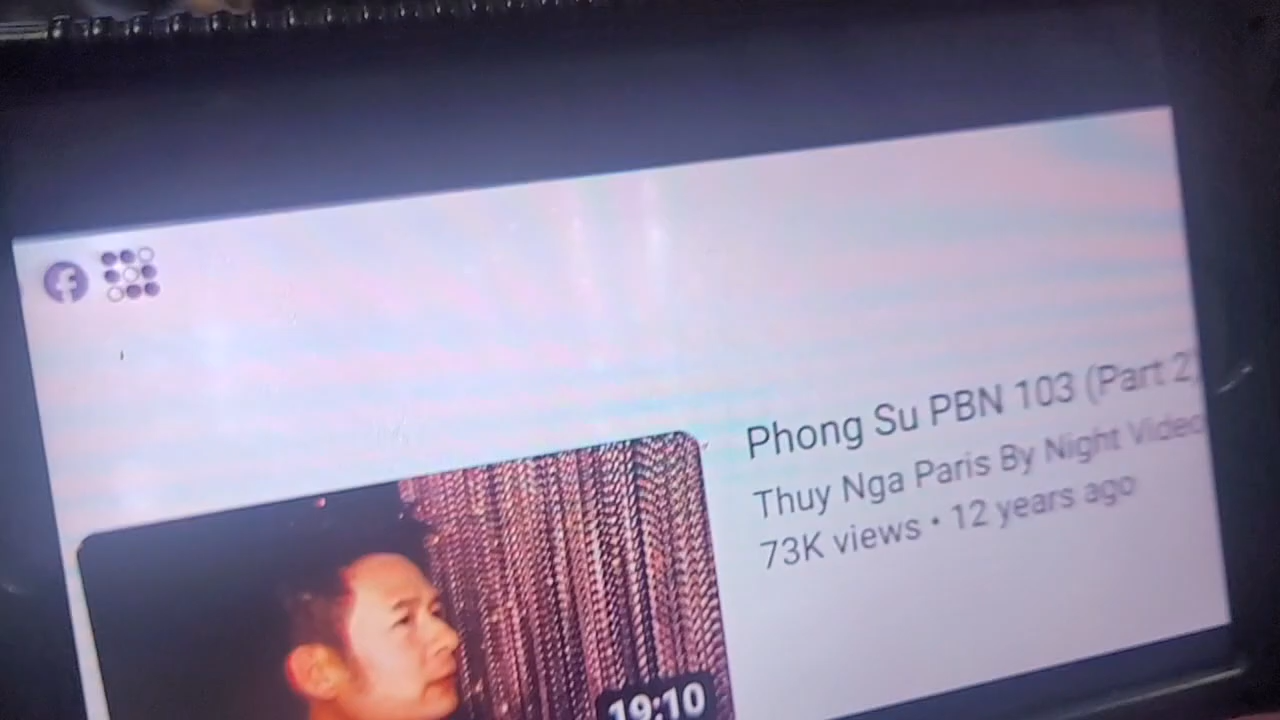 Phong Su PBN 103 (Part 2)
Thuy Nga Paris By Night Video
73K views • 12 years ago
19:10